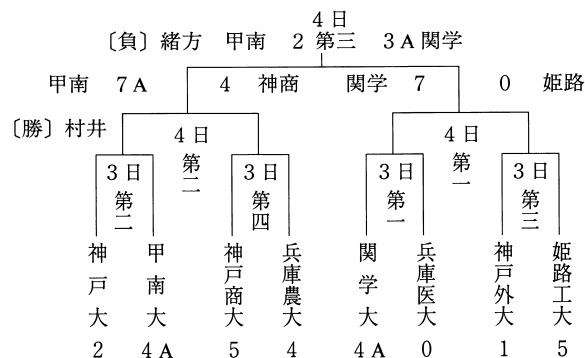 4日
〔負〕緒方 甲南 2 第三 3A関学
甲南 7A 4 神商 関学 7 0 姫路
〔勝〕村井
4日第二
4日第一
3日第二
3日第四
3日第一
3日第三
神戸大
甲南大
神戸商大
兵庫農大
関学大
兵庫医大
神戸外大
姫路工大
2 4A 5 4 4A 0 1 5